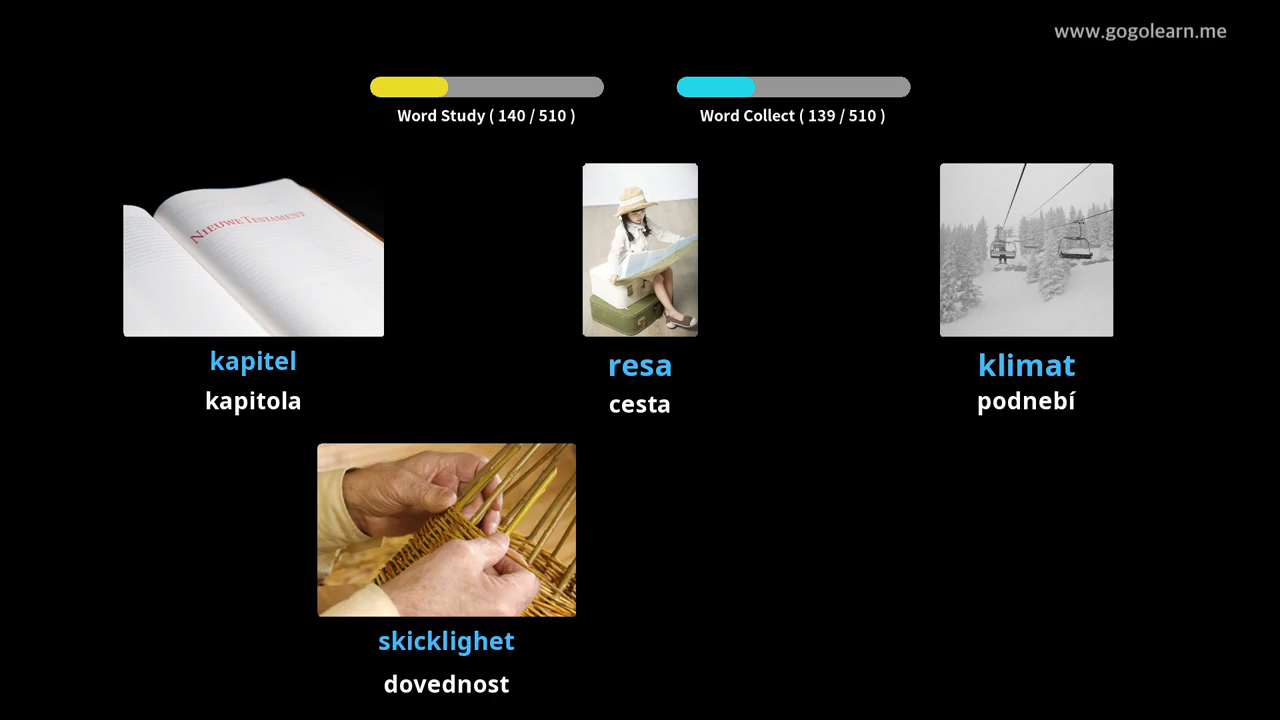 www.gogolearn.me
Word Study ( 140 / 510 )
Word Collect ( 139 / 510 )
NIEUWE TESTAMENT
kapitel
kapitola
resa
cesta
klimat
podnebí
skicklighet
dovednost